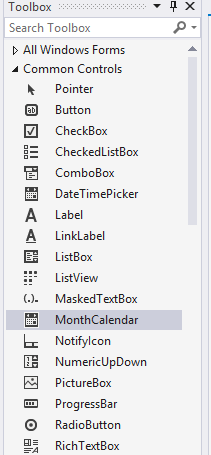 Toolbox
Search Toolbox
All Windows Forms
Common Controls
Pointer
Button
CheckBox
CheckedListBox
ComboBox
DateTimePicker
Label
LinkLabel
ListBox
ListView
MaskedTextBox
MonthCalendar
NotifyIcon
NumericUpDown
PictureBox
ProgressBar
RadioButton
RichTextBox